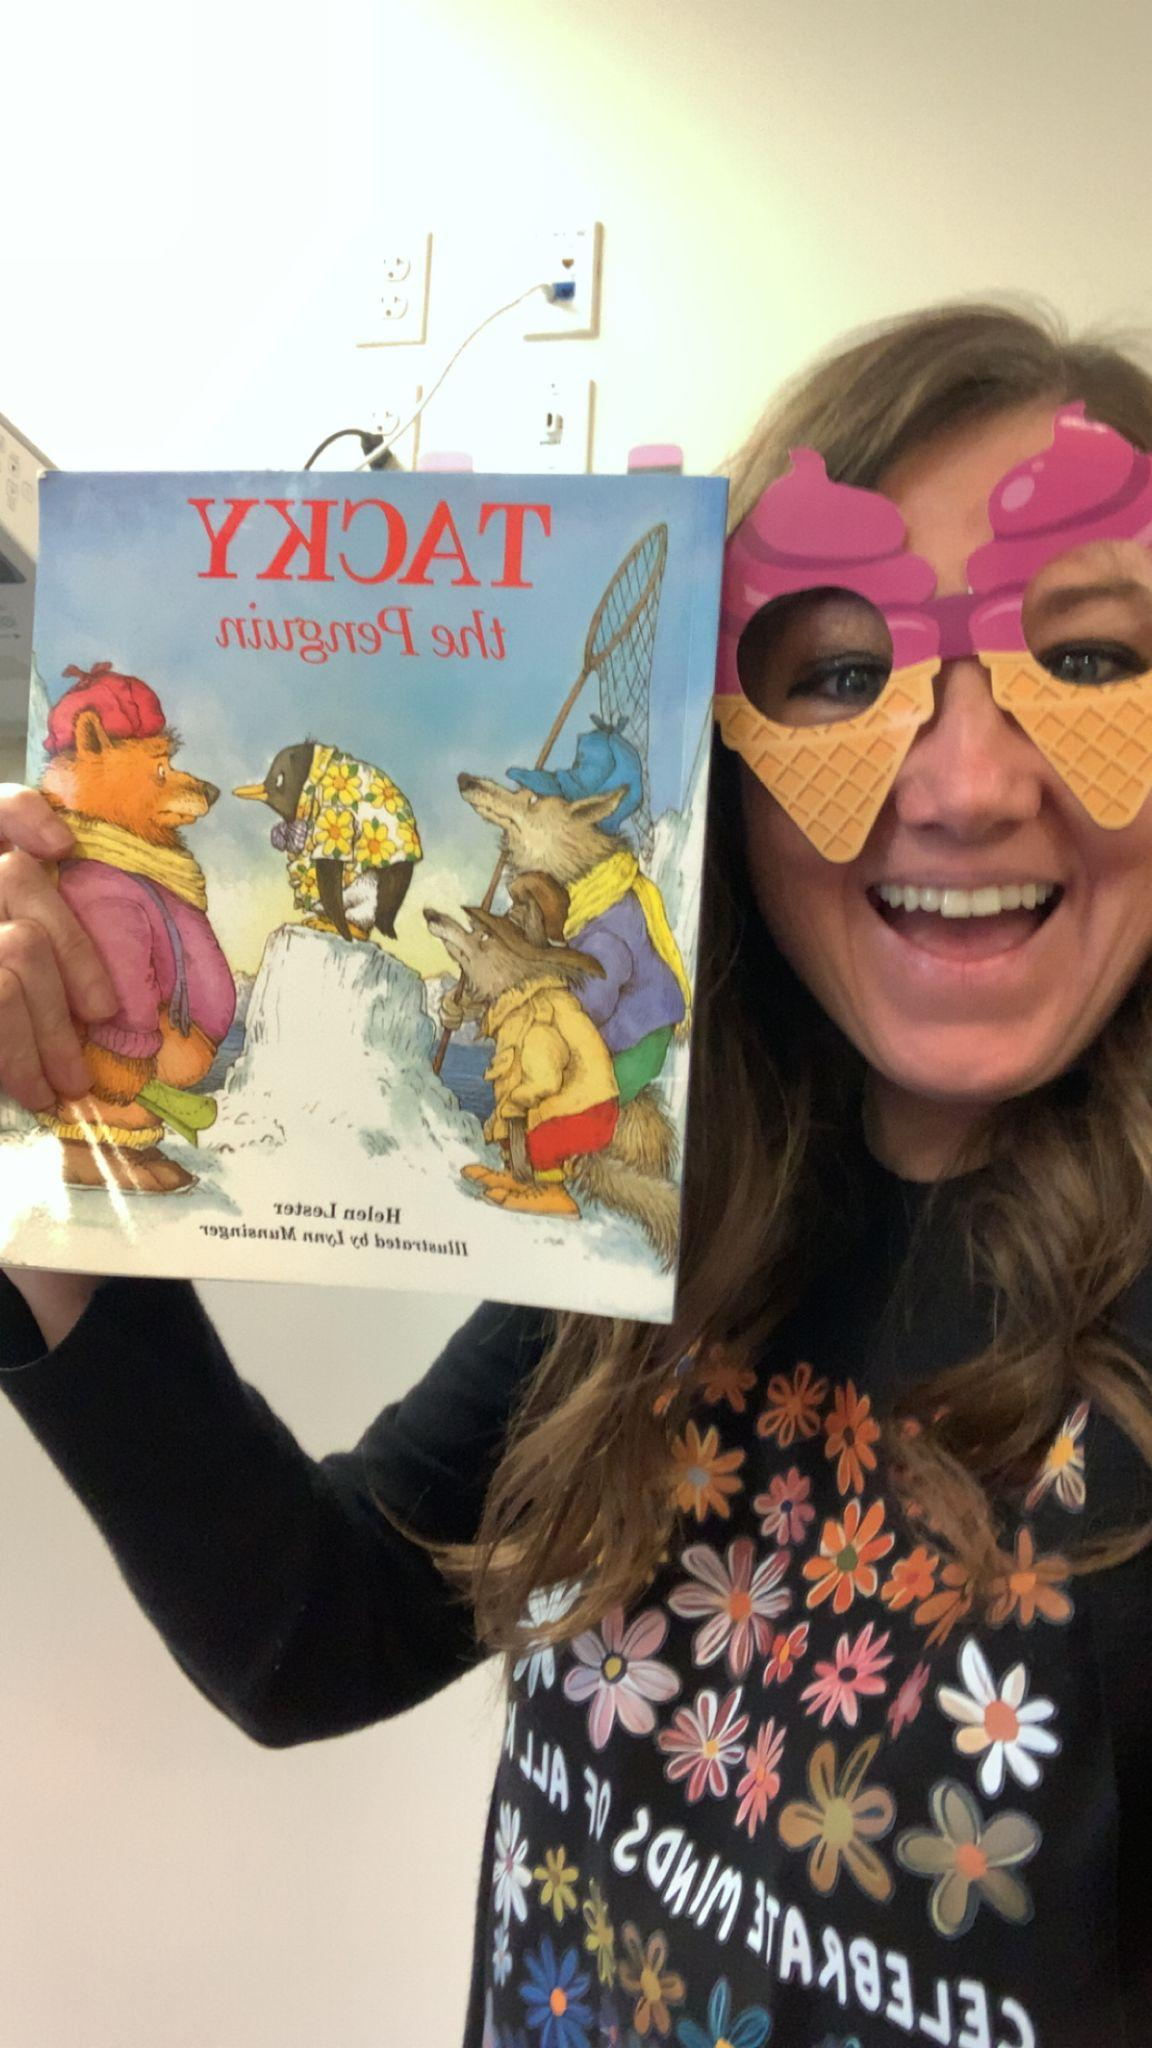 TACKY
the Penguin
Helen Lester
Illustrated by Lynn Munsinger
CELEBRATE MINDS OF ALL